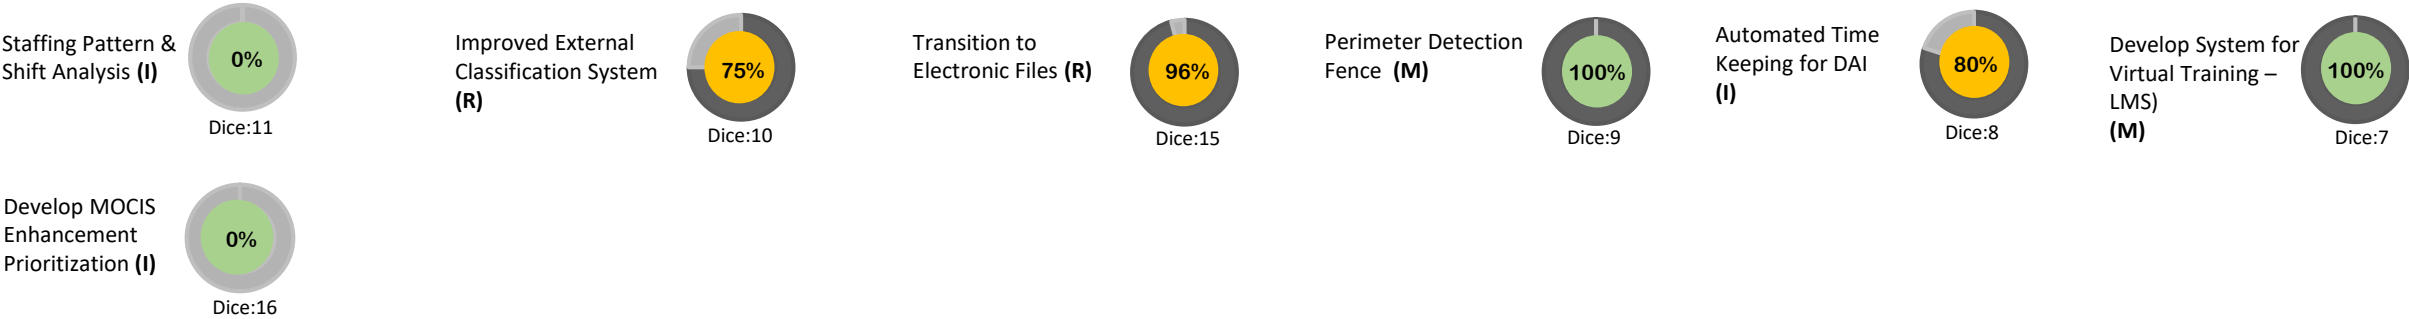 Staffing Pattern &
Shift Analysis (I)
0%
Dice:11
Improved External
Classification System
(R)
75%
Dice:10
Transition to
Electronic Files (R)
96%
Dice:15
Perimeter Detection
Fence (M)
100%
Dice:9
Automated Time
Keeping for DAI
(I)
80%
Dice:8
Develop System for
Virtual Training –
LMS)
(M)
100%
Dice:7
Develop MOCIS
Enhancement
Prioritization (I)
0%
Dice:16